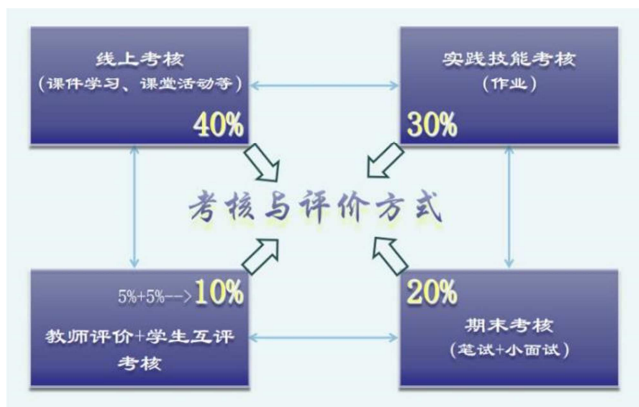 线上考核
(课件学习、课堂活动等)
40%
实践技能考核
(作业)
30%
考核与评价方式
5%+5%-->10%
教师评价+学生互评
考核
20%
期末考核
(笔试+小面试)